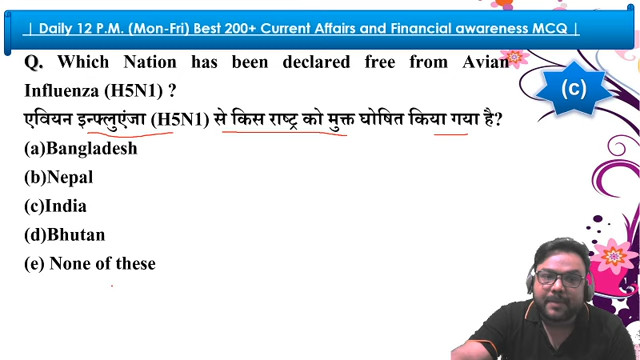 | Daily 12 P.M. (Mon-Fri) Best 200+ Current Affairs and Financial awareness MCQ |
Q. Which Nation has been declared free from Avian
Influenza (H5N1) ?
(c)
एवियन इन्फ्लुएंजा (H5N1) से किस राष्ट्र को मुक्त घोषित किया गया है?
(a)Bangladesh
(b)Nepal
(c)India
(d)Bhutan
(e) None of these